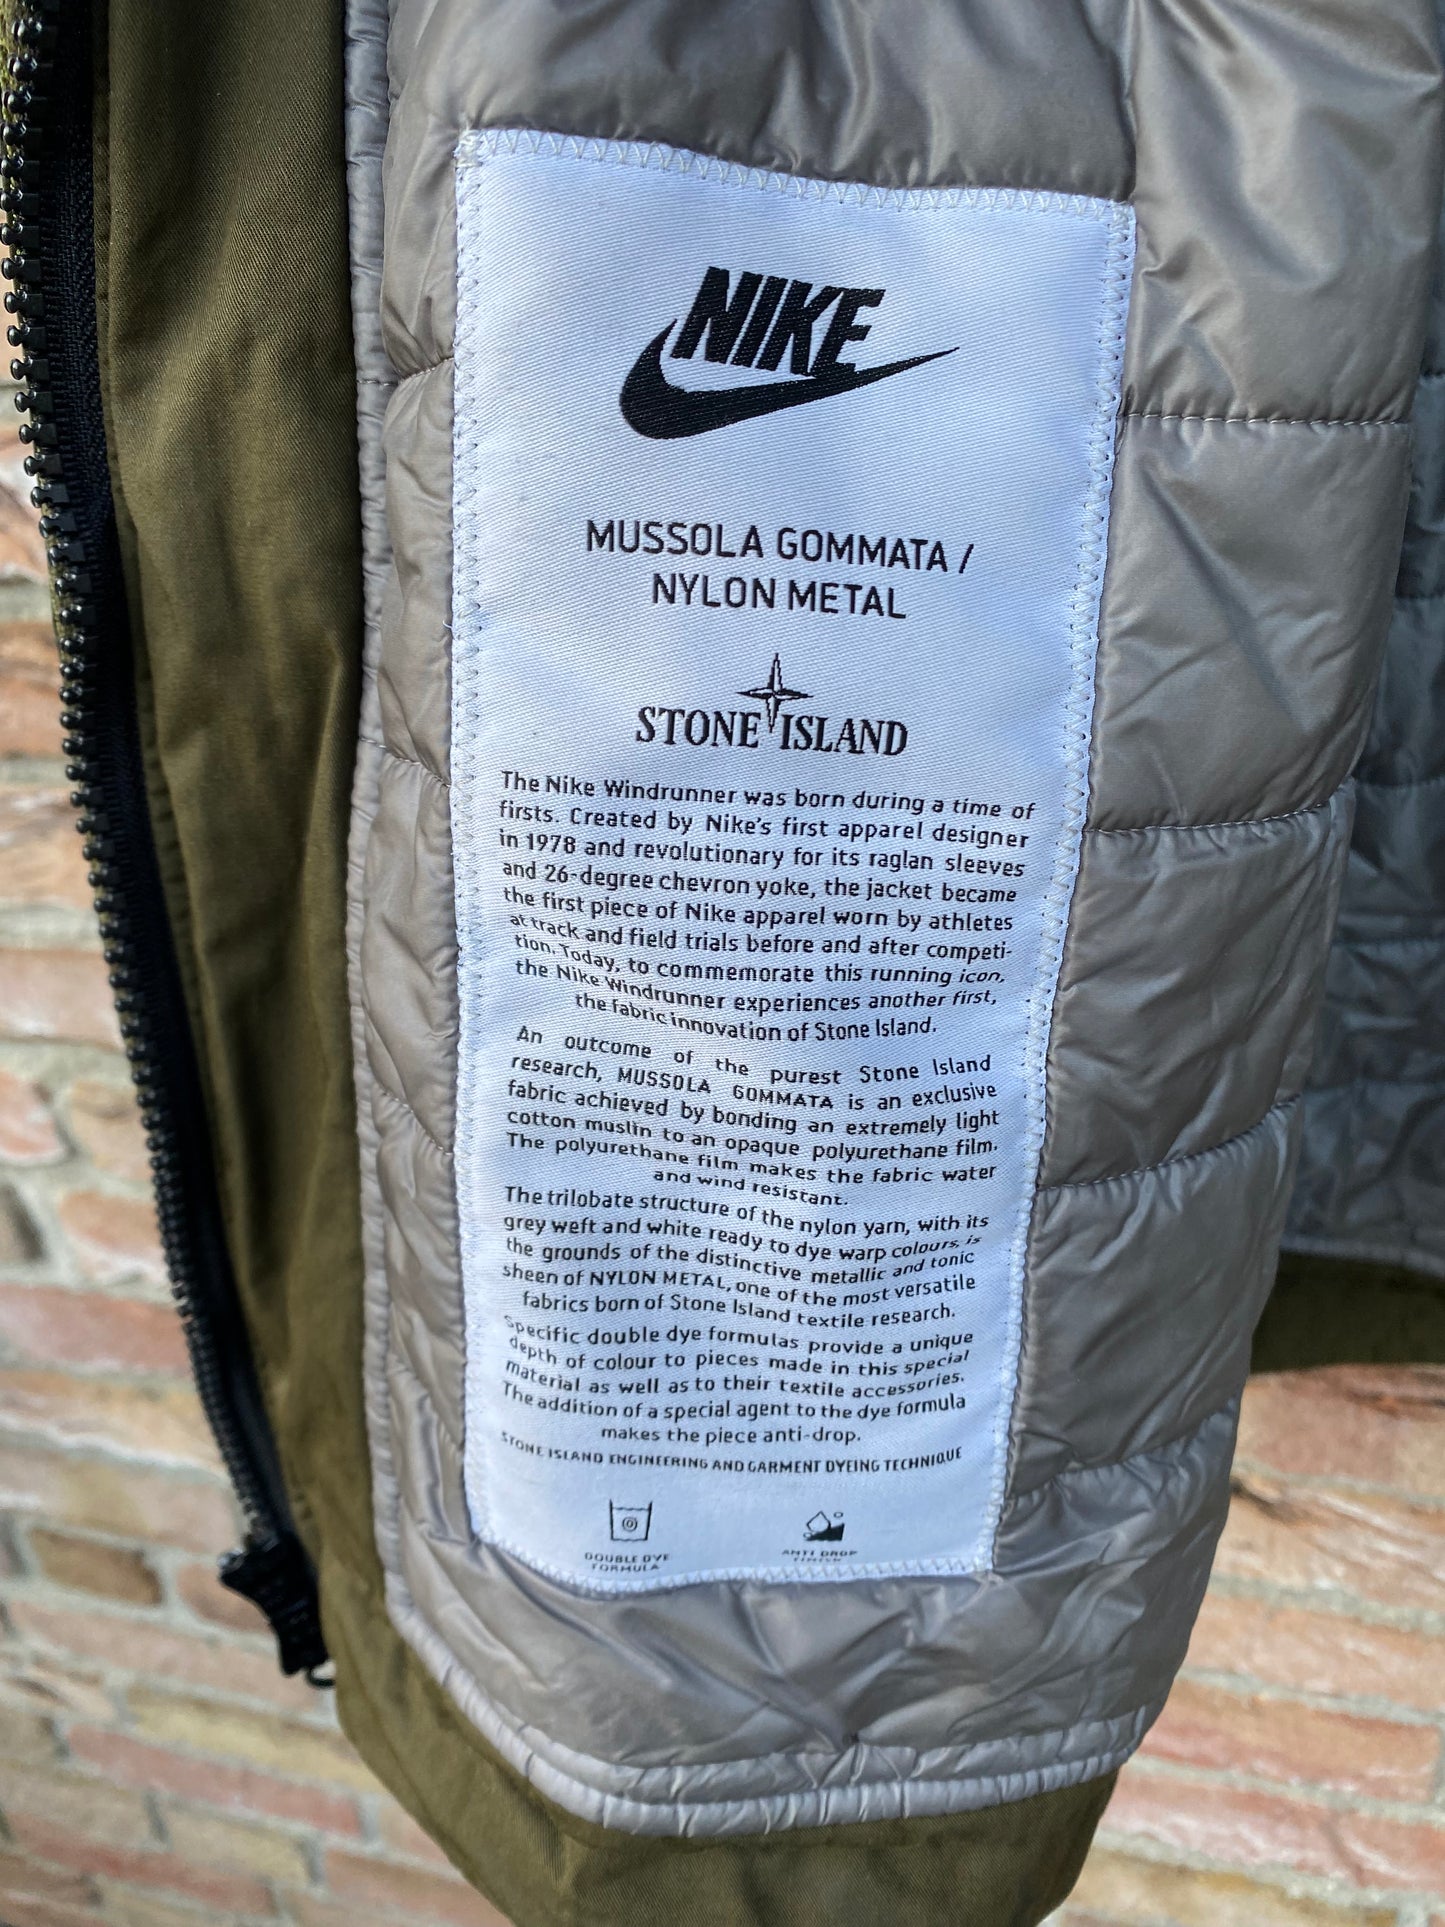 NIKE
MUSSOLA GOMMATA /
NYLON METAL
STONE ISLAND
The Nike Windrunner was born during a time of
firsts. Created by Nike's first apparel designer
in 1978 and revolutionary for its raglan sleeves
and 26-degree chevron yoke, the jacket became
the first piece of Nike apparel worn by athletes
at track and field trials before and after competi-
tion. Today, to commemorate this running icon,
the Nike Windrunner experiences another first,
the fabric innovation of Stone Island.
An outcome of the purest Stone Island
research, MUSSOLA GOMMATA is an exclusive
fabric achieved by bonding an extremely light
cotton muslin to an opaque polyurethane film.
The polyurethane film makes the fabric water
and wind resistant.
The trilobate structure of the nylon yarn, with its
grey weft and white ready to dye warp colours, is
the grounds of the distinctive metallic and tonic
sheen of NYLON METAL, one of the most versatile
fabrics born of Stone Island textile research.
Specific double dye formulas provide a unique
depth of colour to pieces made in this special
material as well as to their textile accessories.
The addition of a special agent to the dye formula
makes the piece anti-drop.
STONE ISLAND ENGINEERING AND GARMENT DYEING TECHNIQUE
DOUBLE DYE
FORMULA
ANTI DROP
FINISH